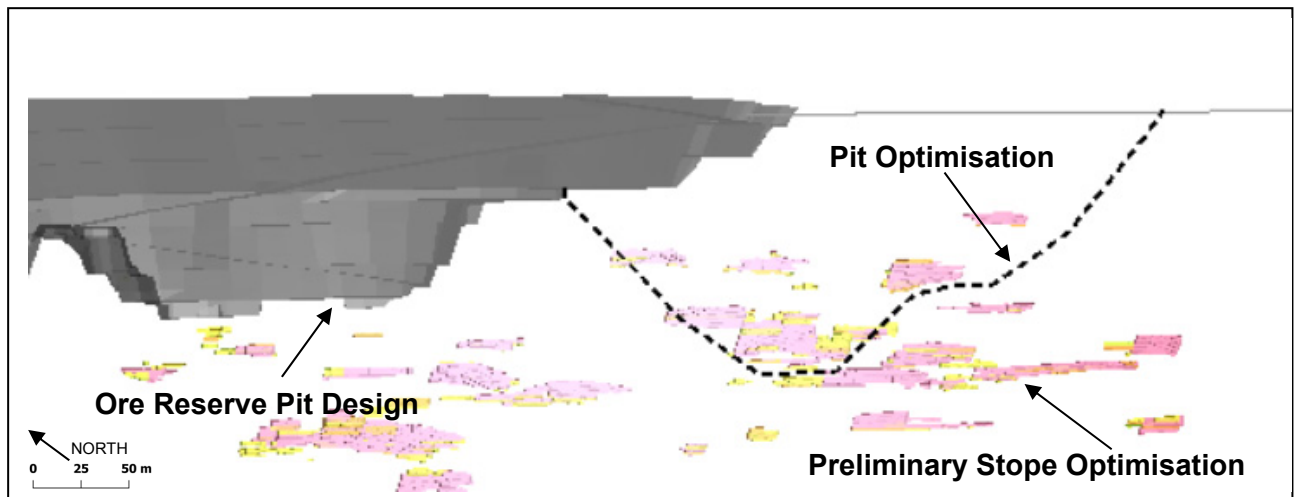 Pit Optimisation
Ore Reserve Pit Design
NORTH
0 25 50 m
Preliminary Stope Optimisation